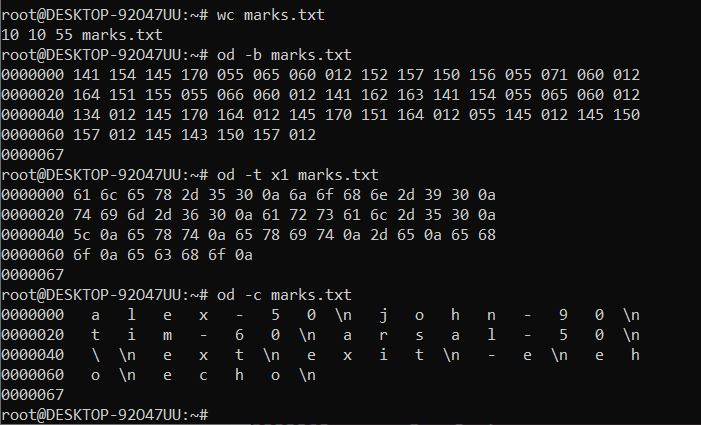 root@DESKTOP-92O47UU:~# wc marks.txt
10 10 55 marks.txt
root@DESKTOP-92O47UU:~# od -b marks.txt
0000000 141 154 145 170 055 065 060 012 152 157 150 156 055 071 060 012
0000020 164 151 155 055 066 060 012 141 162 163 141 154 055 065 060 012
0000040 134 012 145 170 164 012 145 170 151 164 012 055 145 012 145 150
0000060 157 012 145 143 150 157 012
0000067
root@DESKTOP-92O47UU:~# od -t x1 marks.txt
0000000 61 6c 65 78 2d 35 30 0a 6a 6f 68 6e 2d 39 30 0a
0000020 74 69 6d 2d 36 30 0a 61 72 73 61 6c 2d 35 30 0a
0000040 5c 0a 65 78 74 0a 65 78 69 74 0a 2d 65 0a 65 68
0000060 6f 0a 65 63 68 6f 0a
0000067
root@DESKTOP-92O47UU:~# od -c marks.txt
0000000   a   l   e   x   -   5   0  \n   j   o   h   n   -   9   0  \n
0000020   t   i   m   -   6   0  \n   a   r   s   a   l   -   5   0  \n
0000040   \  \n   e   x   t  \n   e   x   i   t  \n   -   e  \n   e   h
0000060   o  \n   e   c   h   o  \n
0000067
root@DESKTOP-92O47UU:~#